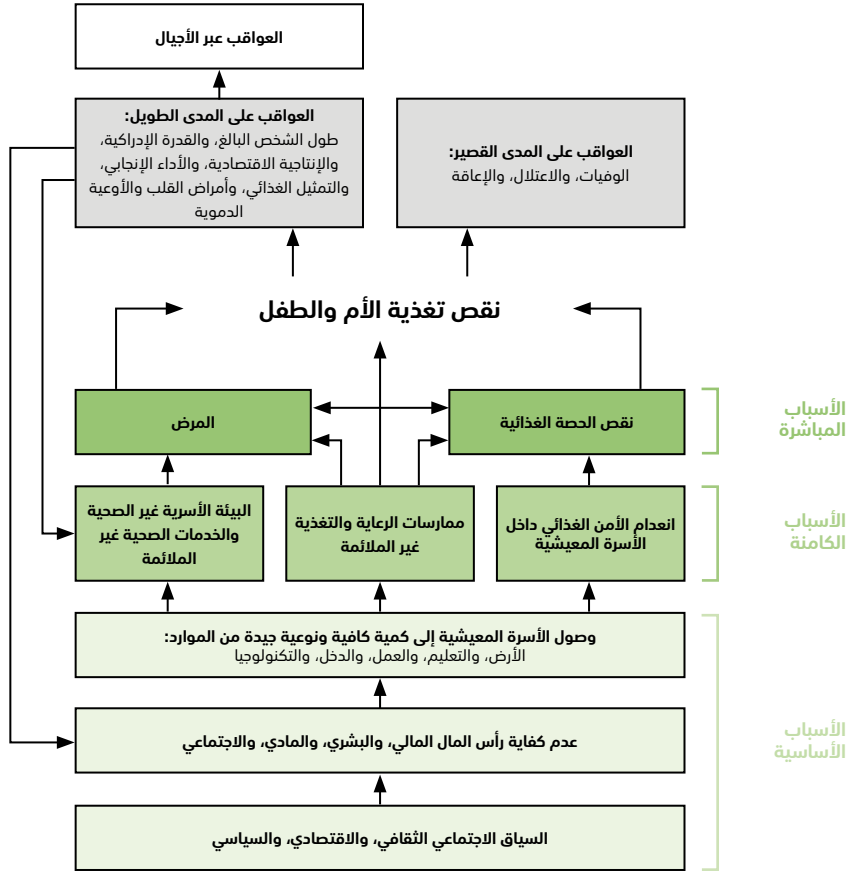 العواقب عبر الأجيال
العواقب على المدى القصير:
الوفيات، والاعتلال، والإعاقة
العواقب على المدى الطويل:
طول الشخص البالغ، والقدرة الإدراكية،
والإنتاجية الاقتصادية، والأداء الإنجابي،
والتمثيل الغذائي، وأمراض القلب والأوعية
الدموية
نقص تغذية الأم والطفل
الأسباب
المباشرة
نقص الحصة الغذائية
المرض
الأسباب
الكامنة
انعدام الأمن الغذائي داخل
الأسرة المعيشية
ممارسات الرعاية والتغذية
غير الملائمة
البيئة الأسرية غير الصحية
والخدمات الصحية غير
الملائمة
الأسباب
الأساسية
وصول الأسرة المعيشية إلى كمية كافية ونوعية جيدة من الموارد:
الأرض، والتعليم، والعمل، والدخل، والتكنولوجيا
عدم كفاية رأس المال المالي، والبشري، والمادي، والاجتماعي
السياق الاجتماعي الثقافي، والاقتصادي، والسياسي